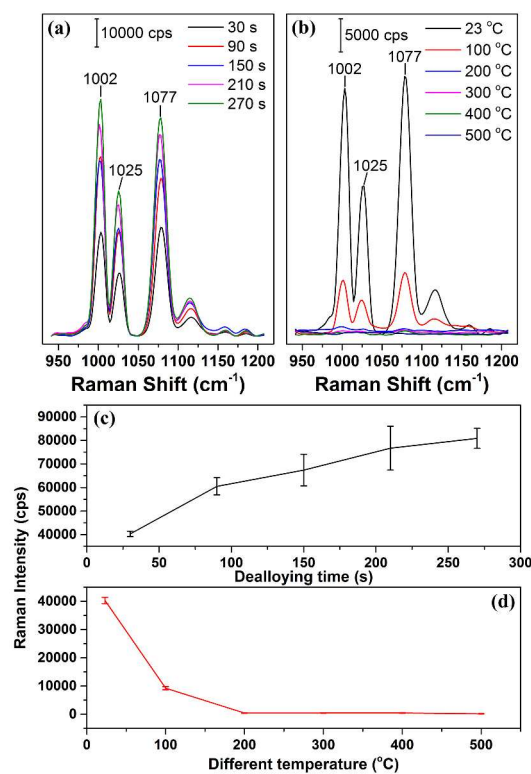 (a)
10000 cps
30 s
90 s
150 s
210 s
270 s
1002
1077
1025
950 1000 1050 1100 1150 1200
Raman Shift (cm-1)
(b)
5000 cps
23 °C
100 °C
200 °C
300 °C
400 °C
500 °C
1002
1077
1025
950 1000 1050 1100 1150 1200
Raman Shift (cm-1)
Raman Intensity (cps)
(c)
90000
80000
70000
60000
50000
40000
0 50 100 150 200 250 300
Dealloying time (s)
(d)
40000
30000
20000
10000
0
0 100 200 300 400 500
Different temperature (°C)